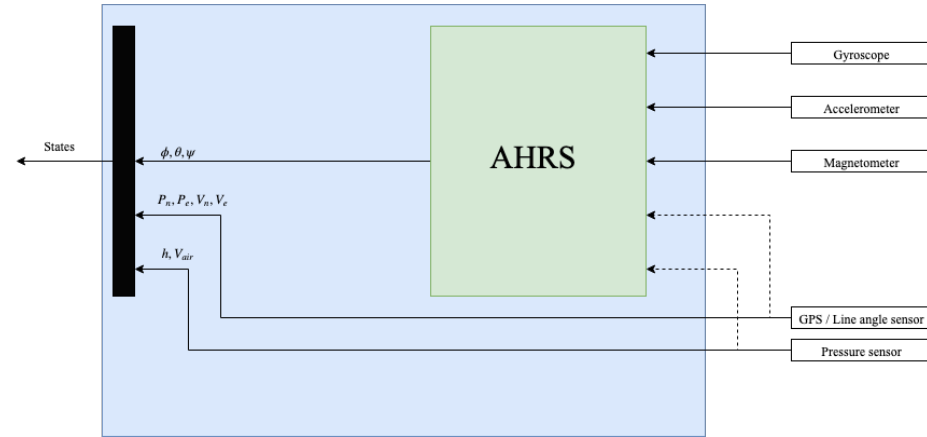 Gyroscope
Accelerometer
AHRS
States
ϕ, θ, ψ
Magnetometer
Pₙ, Pₑ, Vₙ, Vₑ
h, Vₐᵢᵣ
GPS / Line angle sensor
Pressure sensor